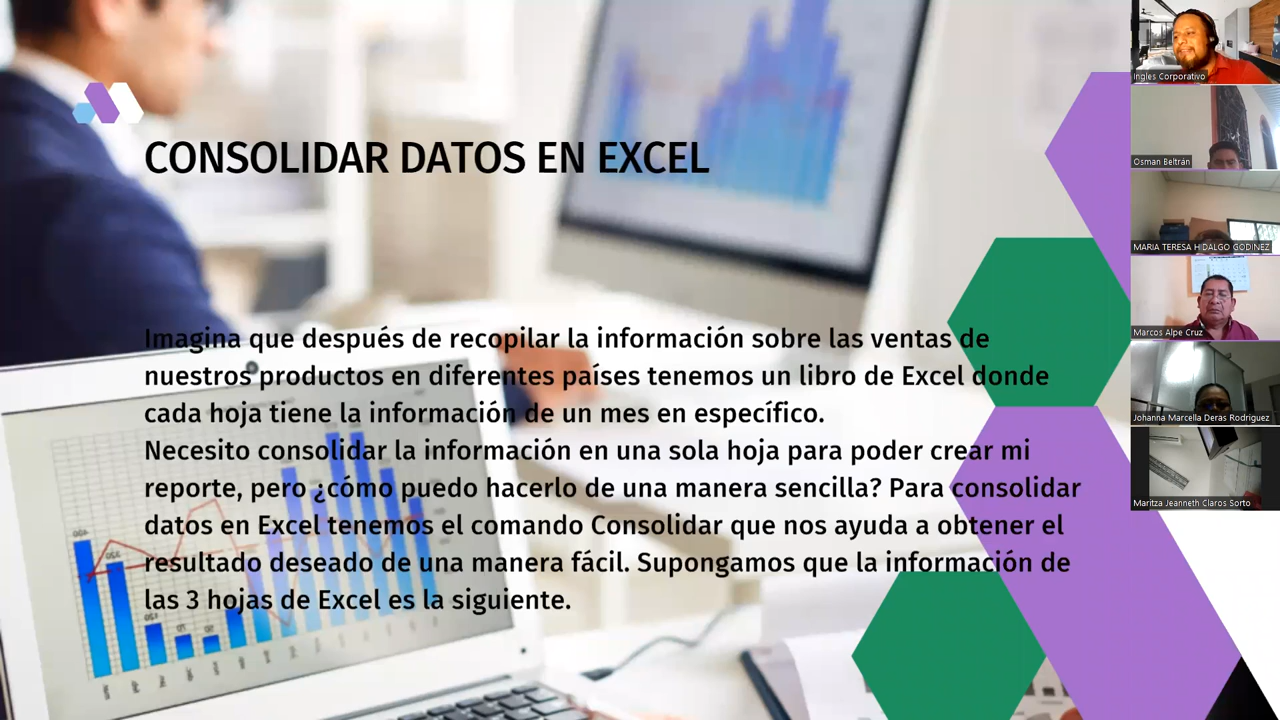 CONSOLIDAR DATOS EN EXCEL
Imagina que después de recopilar la información sobre las ventas de
nuestros productos en diferentes países tenemos un libro de Excel donde
cada hoja tiene la información de un mes en específico.
Necesito consolidar la información en una sola hoja para poder crear mi
reporte, pero ¿cómo puedo hacerlo de una manera sencilla? Para consolidar
datos en Excel tenemos el comando Consolidar que nos ayuda a obtener el
resultado deseado de una manera fácil. Supongamos que la información de
las 3 hojas de Excel es la siguiente.
Ingles Corporativo
Osman Beltrán
MARIA TERESA HIDALGO GODINEZ
Marcos Alpe Cruz
Johanna Marcella Deras Rodríguez
Maritza Jeanneth Claros Sorto